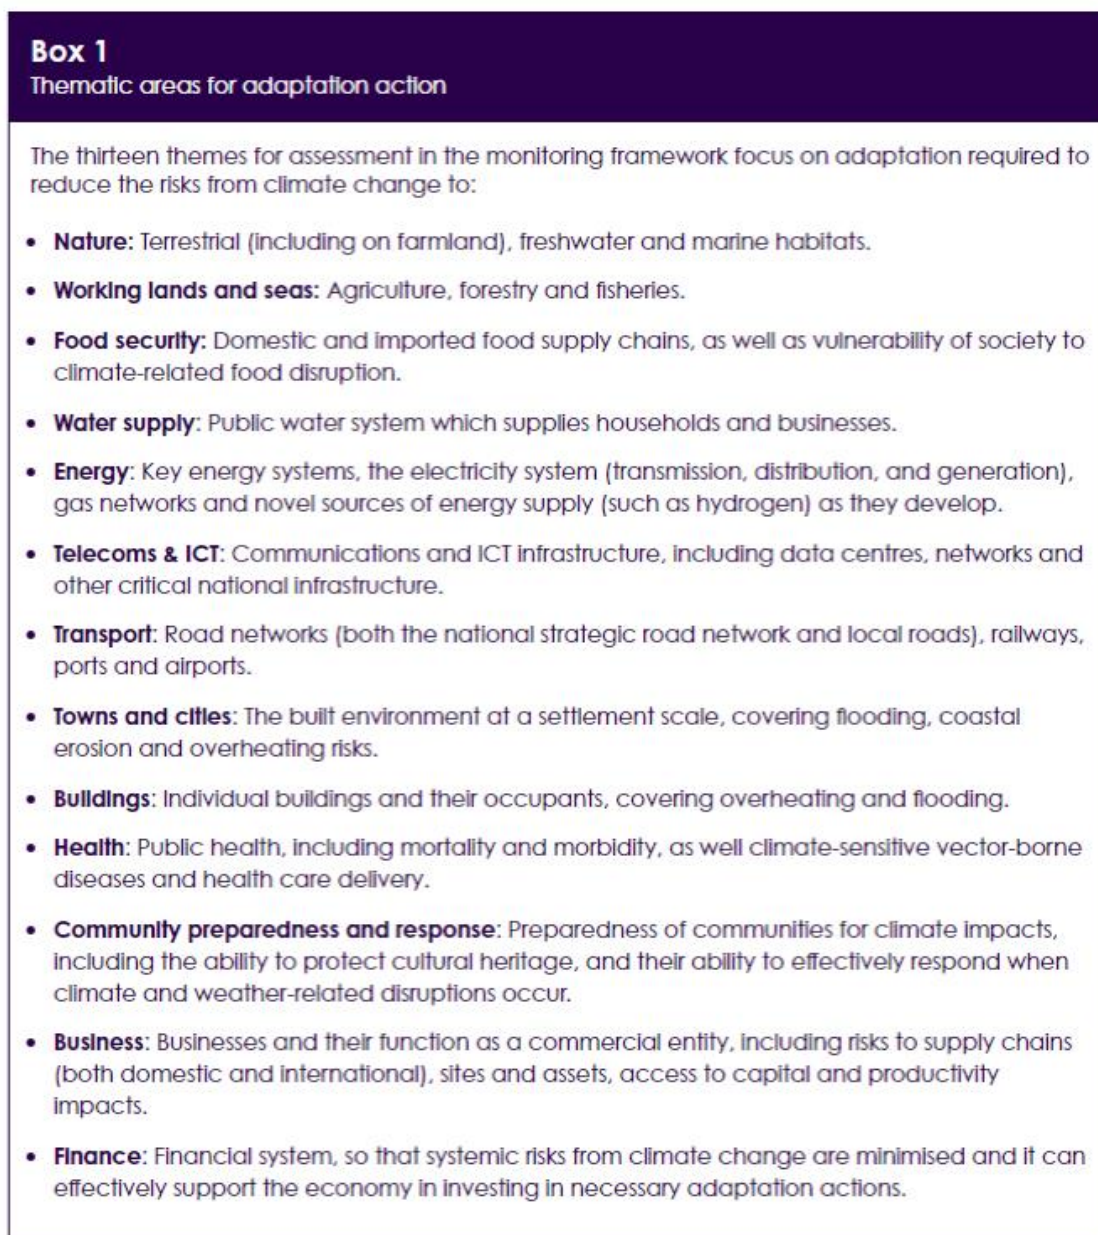 Box 1
Thematic areas for adaptation action
The thirteen themes for assessment in the monitoring framework focus on adaptation required to
reduce the risks from climate change to:
• Nature: Terrestrial (including on farmland), freshwater and marine habitats.
• Working lands and seas: Agriculture, forestry and fisheries.
• Food security: Domestic and imported food supply chains, as well as vulnerability of society to
climate-related food disruption.
• Water supply: Public water system which supplies households and businesses.
• Energy: Key energy systems, the electricity system (transmission, distribution, and generation),
gas networks and novel sources of energy supply (such as hydrogen) as they develop.
• Telecoms & ICT: Communications and ICT infrastructure, including data centres, networks and
other critical national infrastructure.
• Transport: Road networks (both the national strategic road network and local roads), railways,
ports and airports.
• Towns and cities: The built environment at a settlement scale, covering flooding, coastal
erosion and overheating risks.
• Buildings: Individual buildings and their occupants, covering overheating and flooding.
• Health: Public health, including mortality and morbidity, as well climate-sensitive vector-borne
diseases and health care delivery.
• Community preparedness and response: Preparedness of communities for climate impacts,
including the ability to protect cultural heritage, and their ability to effectively respond when
climate and weather-related disruptions occur.
• Business: Businesses and their function as a commercial entity, including risks to supply chains
(both domestic and international), sites and assets, access to capital and productivity
impacts.
• Finance: Financial system, so that systemic risks from climate change are minimised and it can
effectively support the economy in investing in necessary adaptation actions.